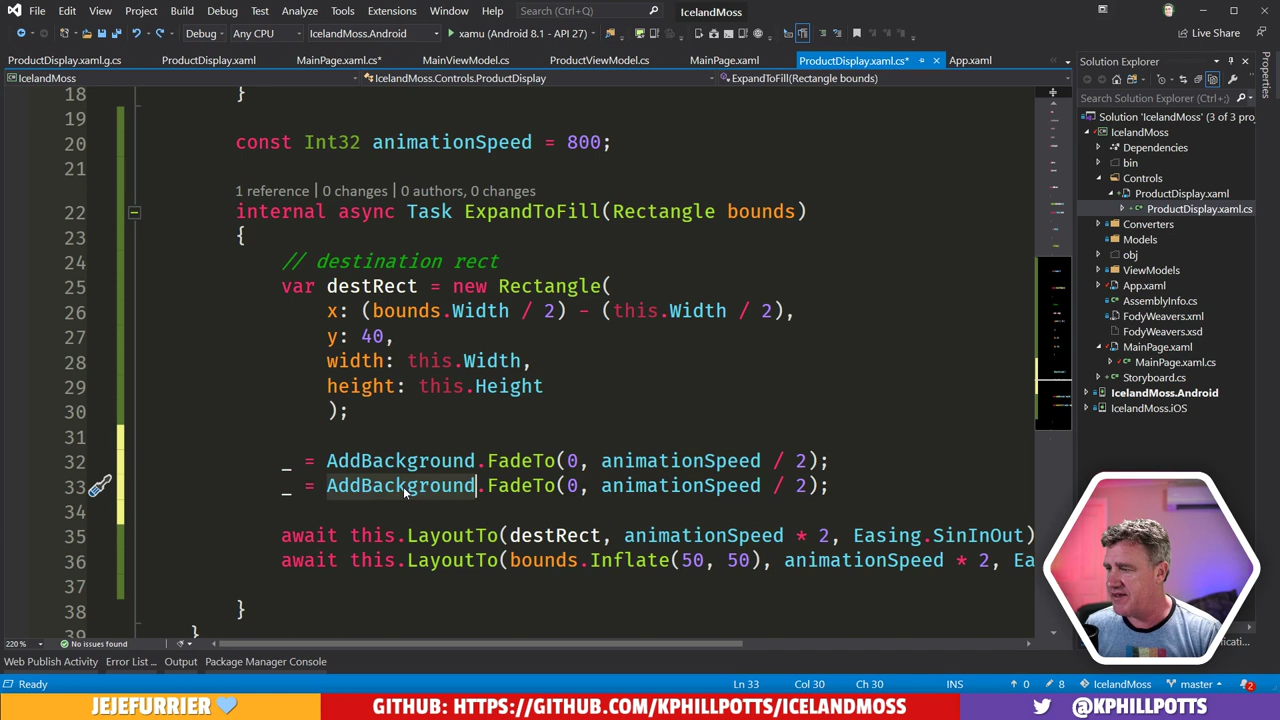 File Edit View Project Build Debug Test Analyze Tools Extensions Window Help Search (Ctrl+Q) IcelandMoss
Debug Any CPU IcelandMoss.Android xamu (Android 8.1 - API 27) Live Share
ProductDisplay.xaml.g.cs ProductDisplay.xaml MainPage.xaml.cs* MainViewModel.cs ProductViewModel.cs MainPage.xaml ProductDisplay.xaml.cs* App.xaml
IcelandMoss IcelandMoss.Controls.ProductDisplay ExpandToFill(Rectangle bounds)
18 }
19
20 const Int32 animationSpeed = 800;
21
1 reference | 0 changes | 0 authors, 0 changes
22 internal async Task ExpandToFill(Rectangle bounds)
23 {
24 // destination rect
25 var destRect = new Rectangle(
26 x: (bounds.Width / 2) - (this.Width / 2),
27 y: 40,
28 width: this.Width,
29 height: this.Height
30 );
31
32 _ = AddBackground.FadeTo(0, animationSpeed / 2);
33 _ = AddBackground.FadeTo(0, animationSpeed / 2);
34
35 await this.LayoutTo(destRect, animationSpeed * 2, Easing.SinInOut)
36 await this.LayoutTo(bounds.Inflate(50, 50), animationSpeed * 2, Ea
37
38 }
39 }
220 % No issues found
Web Publish Activity Error List ... Output Package Manager Console
Ready Ln 33 Col 30 Ch 30 INS 0 8 IcelandMoss master 2
Solution Explorer
Search Solution Explorer (Ctrl+;)
Solution 'IcelandMoss' (3 of 3 proj
IcelandMoss
Dependencies
bin
Controls
ProductDisplay.xaml
ProductDisplay.xaml.cs
Converters
Models
obj
ViewModels
App.xaml
AssemblyInfo.cs
FodyWeavers.xml
FodyWeavers.xsd
MainPage.xaml
MainPage.xaml.cs
Storyboard.cs
IcelandMoss.Android
IcelandMoss.iOS
Properties
JEJEFURRIER
GITHUB: HTTPS://GITHUB.COM/KPHILLPOTTS/ICELANDMOSS
@KPHILLPOTTS